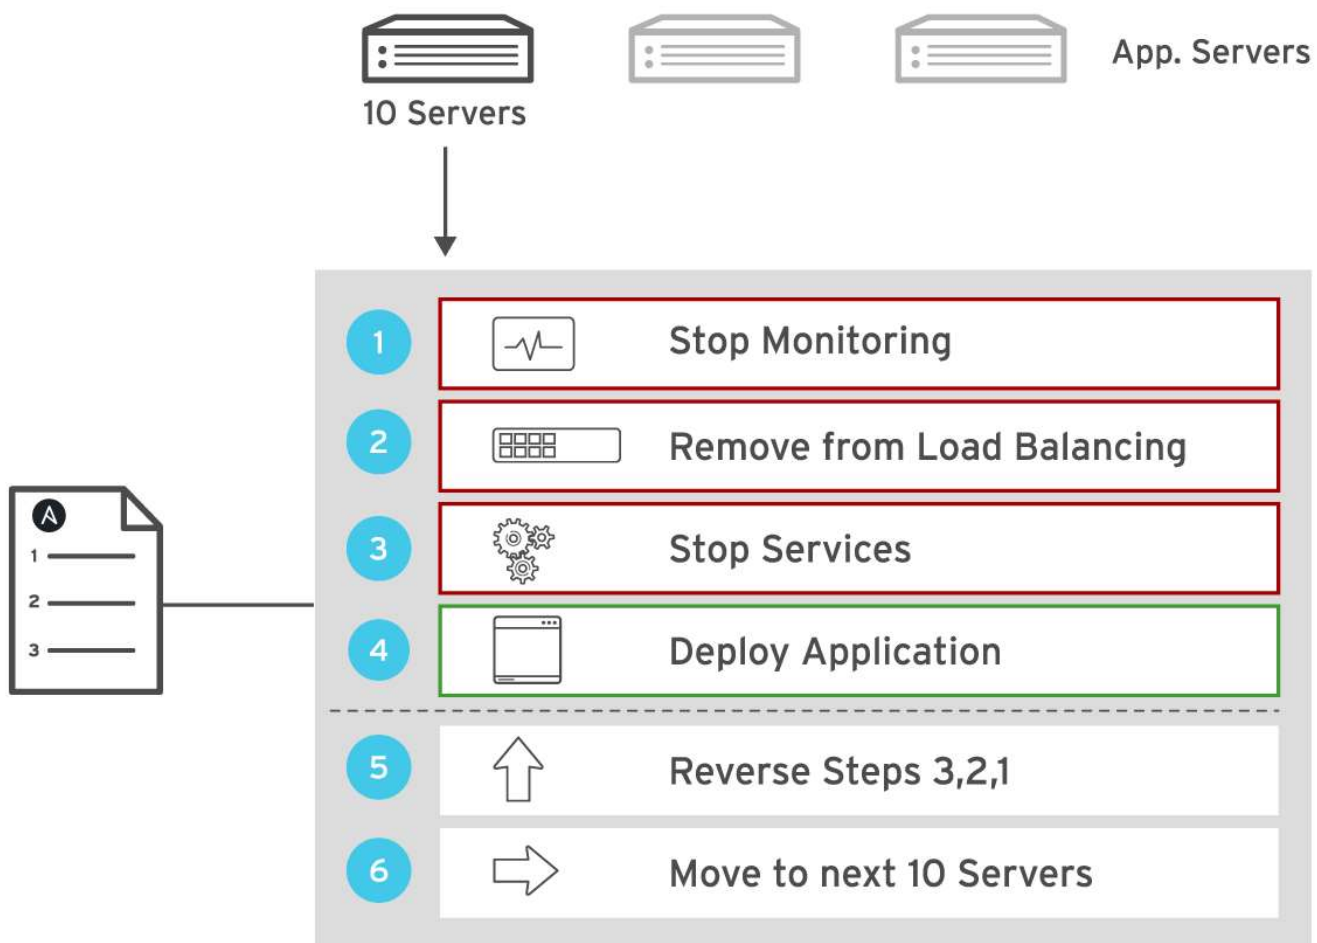 App. Servers
10 Servers
1 Stop Monitoring
2 Remove from Load Balancing
3 Stop Services
4 Deploy Application
5 Reverse Steps 3,2,1
6 Move to next 10 Servers
A
1
2
3